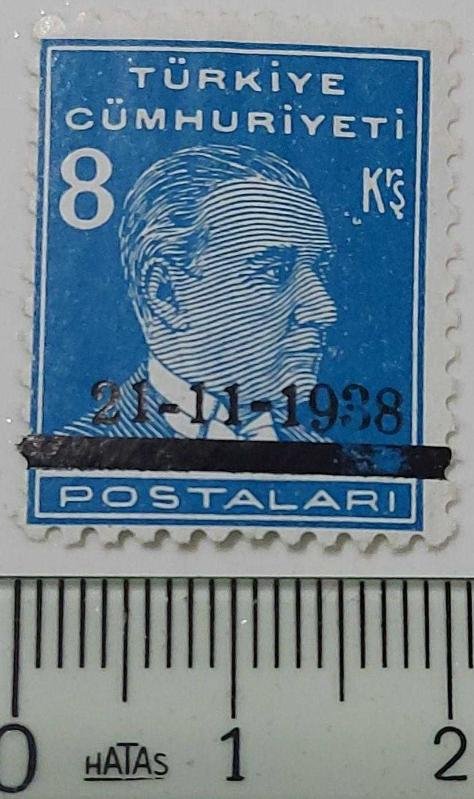 TÜRKİYE
CÜMHURİYETİ
8 Krş
21-11-1938
POSTALARI
0 HATAS 1 2